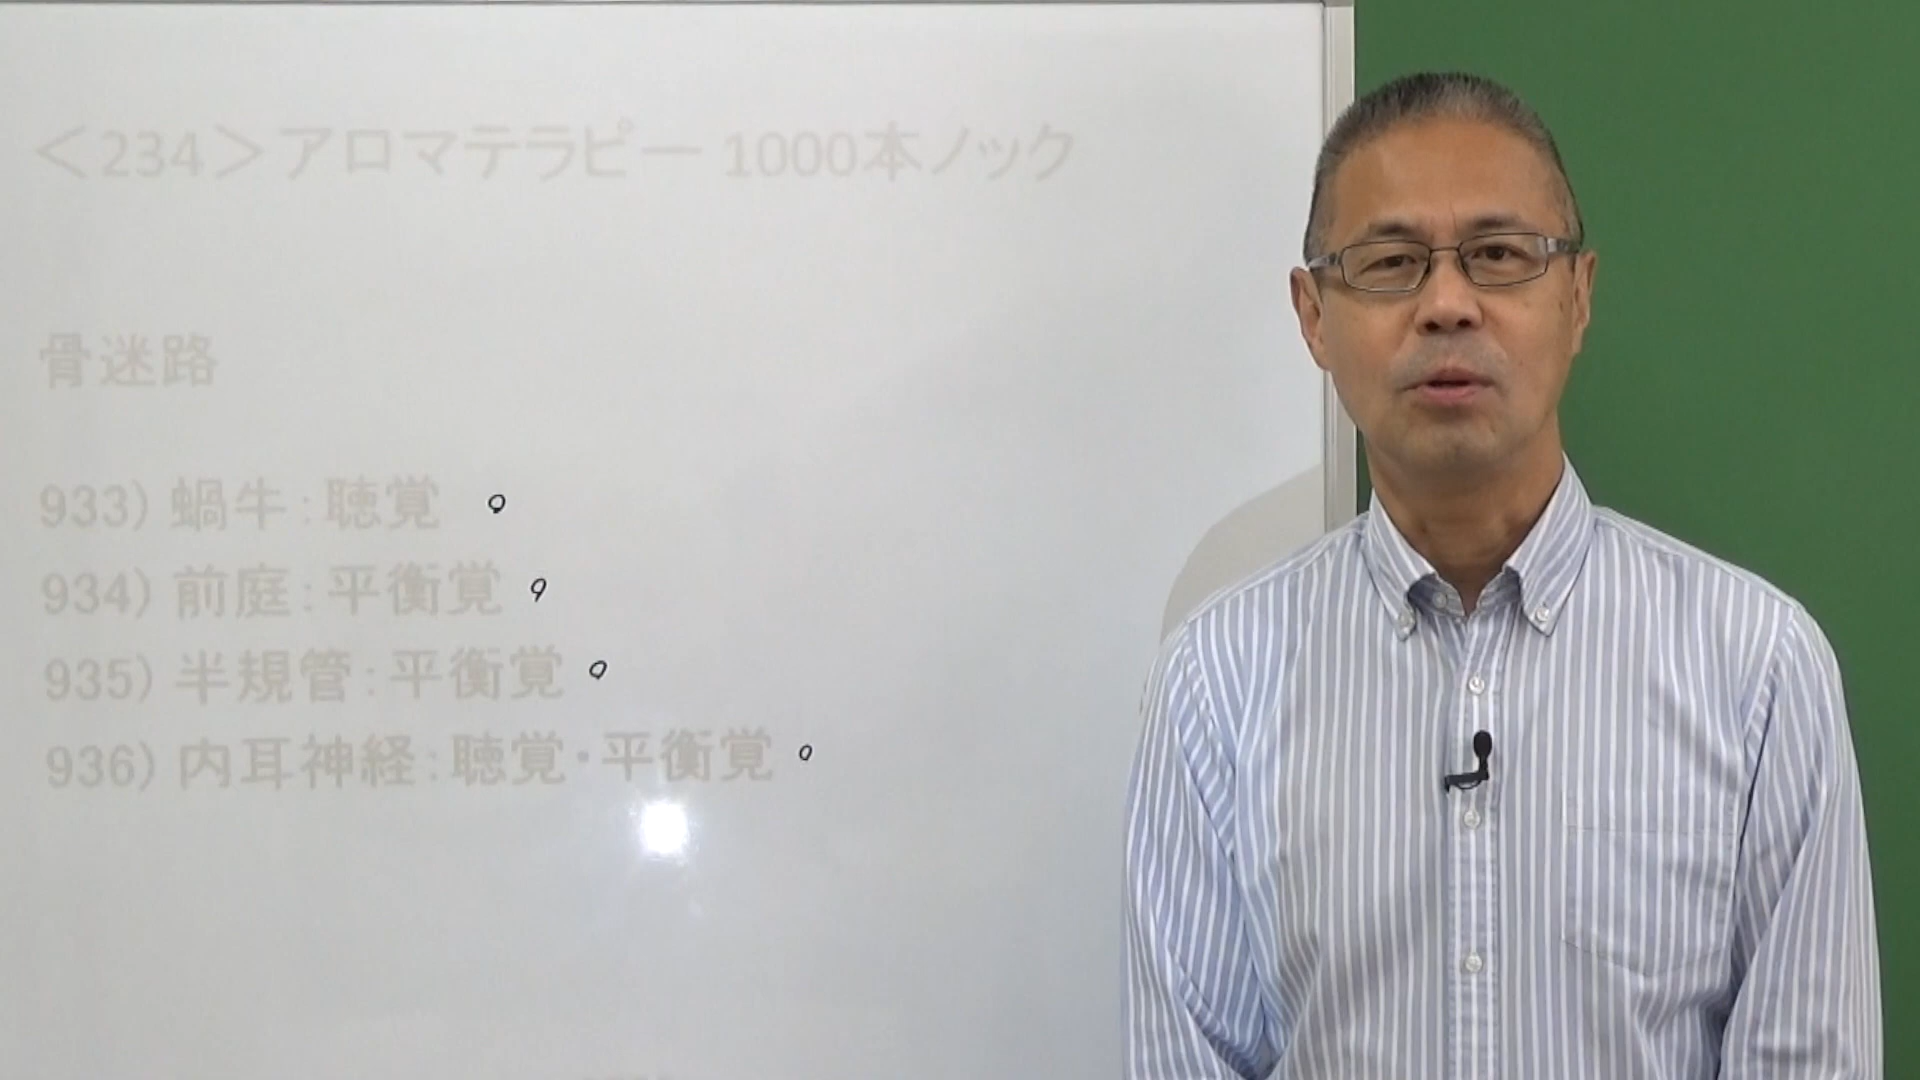 ＜234＞アロマテラピー 1000本ノック
骨迷路
933) 蝸牛：聴覚
934) 前庭：平衡覚
935) 半規管：平衡覚
936) 内耳神経：聴覚・平衡覚